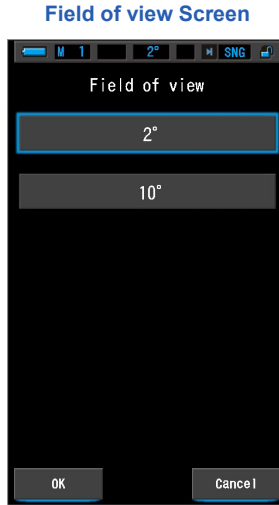 Field of view Screen
M 1 2° SNG
Field of view
2°
10°
OK Cancel